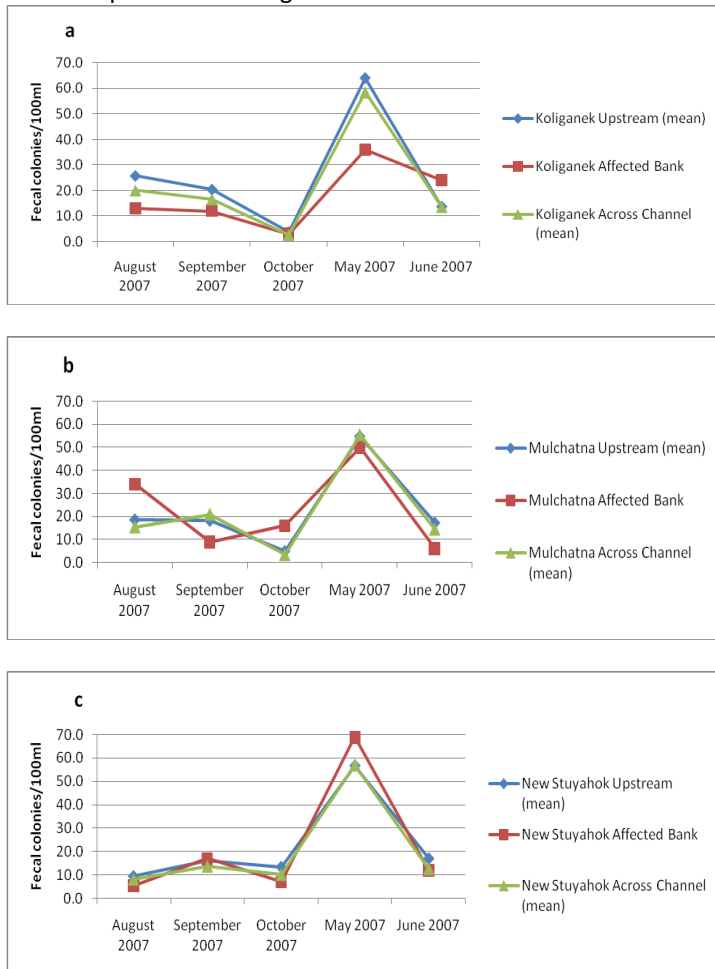 a
70.0
60.0
50.0
40.0
30.0
20.0
10.0
0.0
Fecal colonies/100ml
August
2007
September
2007
October
2007
May 2007
June 2007
Koliganek Upstream (mean)
Koliganek Affected Bank
Koliganek Across Channel
(mean)
b
70.0
60.0
50.0
40.0
30.0
20.0
10.0
0.0
Fecal colonies/100ml
August
2007
September
2007
October
2007
May 2007
June 2007
Mulchatna Upstream (mean)
Mulchatna Affected Bank
Mulchatna Across Channel
(mean)
c
70.0
60.0
50.0
40.0
30.0
20.0
10.0
0.0
Fecal colonies/100ml
August
2007
September
2007
October
2007
May 2007
June 2007
New Stuyahok Upstream
(mean)
New Stuyahok Affected Bank
New Stuyahok Across Channel
(mean)